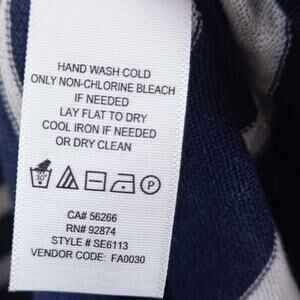 HAND WASH COLD
ONLY NON-CHLORINE BLEACH
IF NEEDED
LAY FLAT TO DRY
COOL IRON IF NEEDED
OR DRY CLEAN
30° P
CA# 56266
RN# 92874
STYLE # SE6113
VENDOR CODE: FA0030